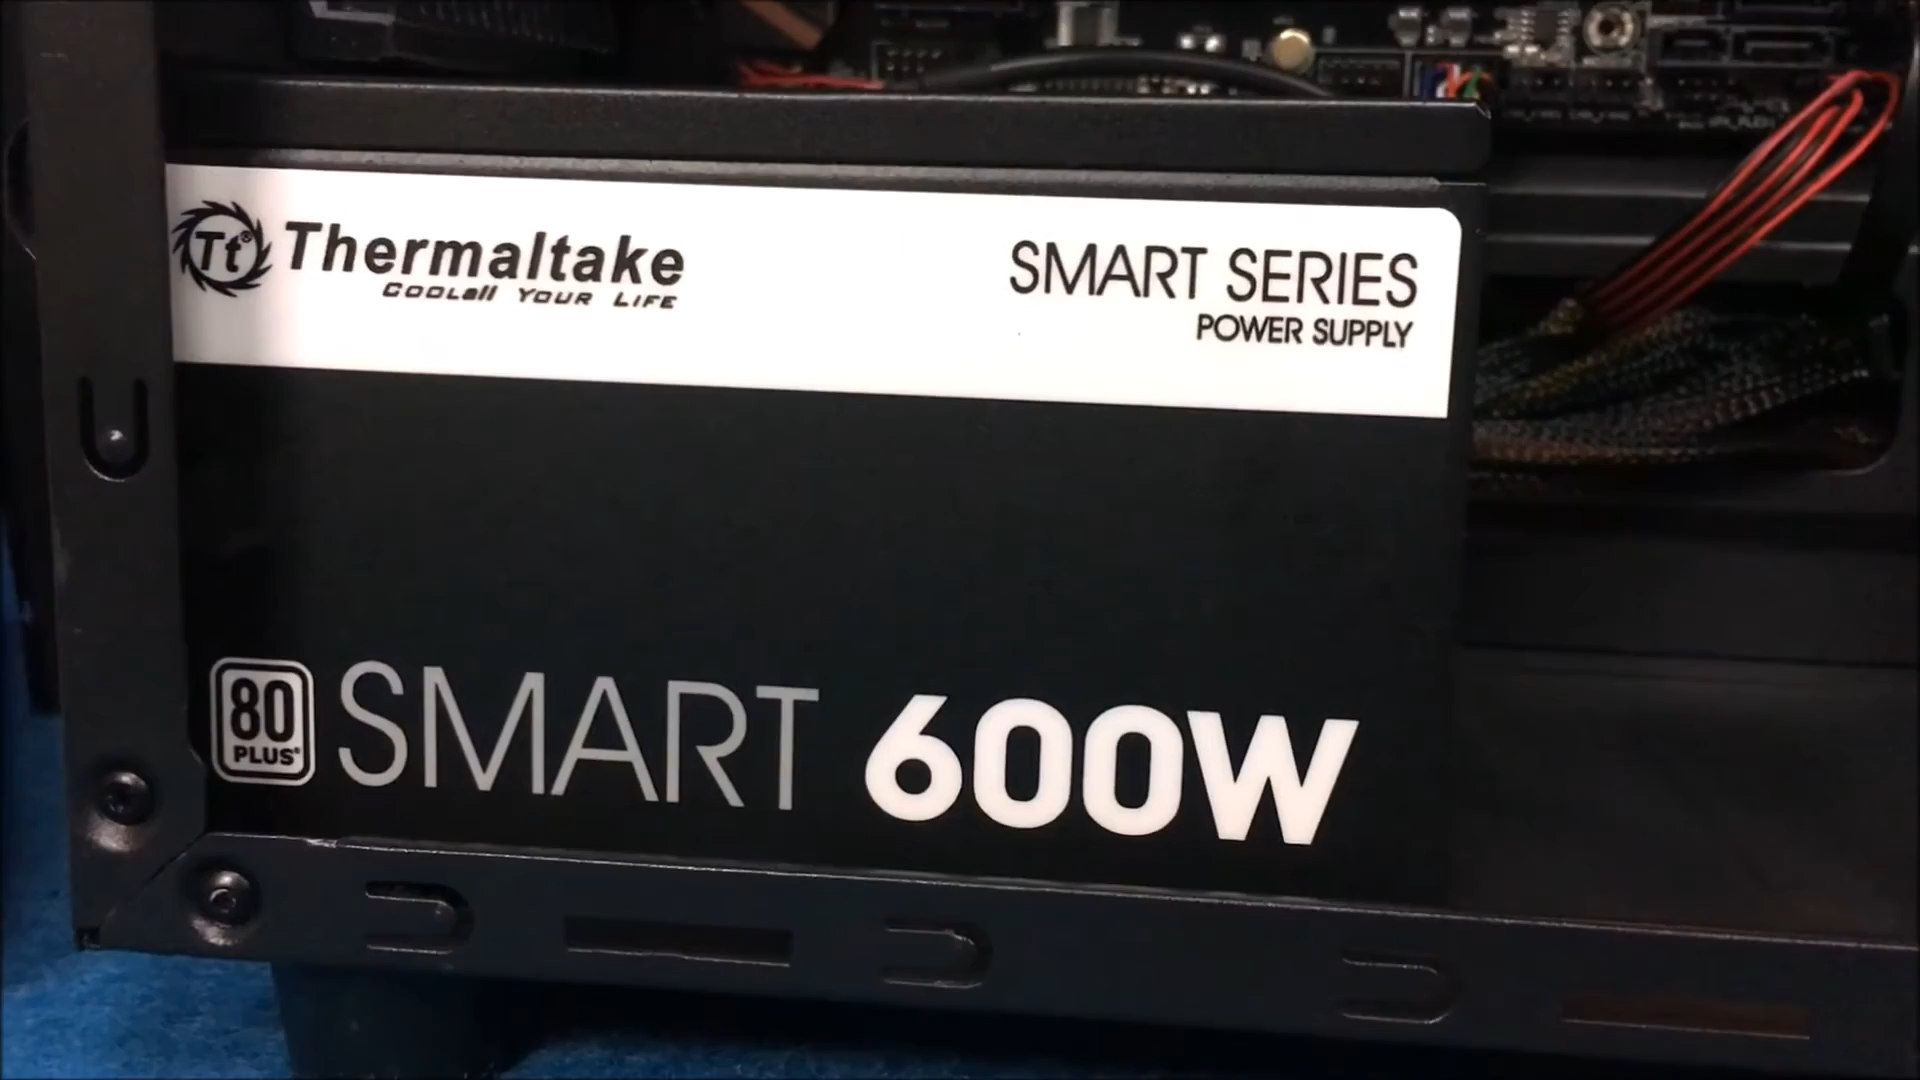 Tt®
Thermaltake
COOLall YOUR LIFE
SMART SERIES
POWER SUPPLY
80
PLUS®
SMART 600W